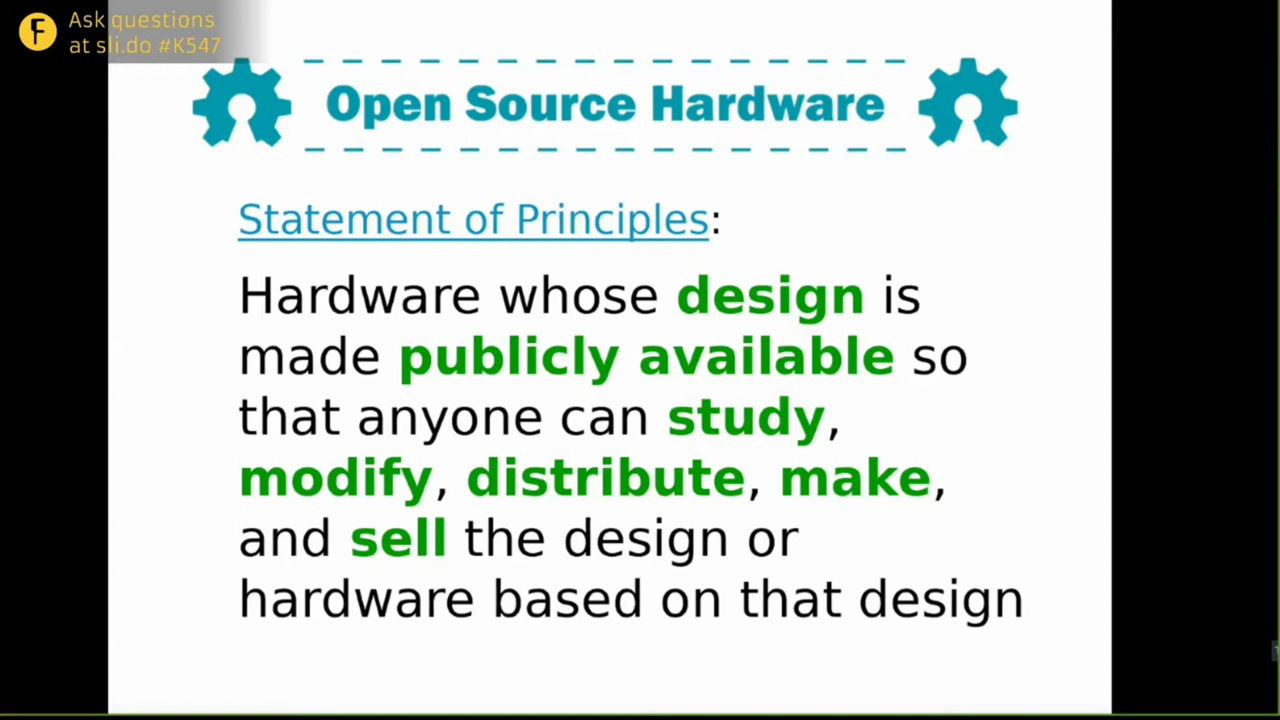 Ask questions
at sli.do #K547
Open Source Hardware
Statement of Principles:
Hardware whose design is
made publicly available so
that anyone can study,
modify, distribute, make,
and sell the design or
hardware based on that design